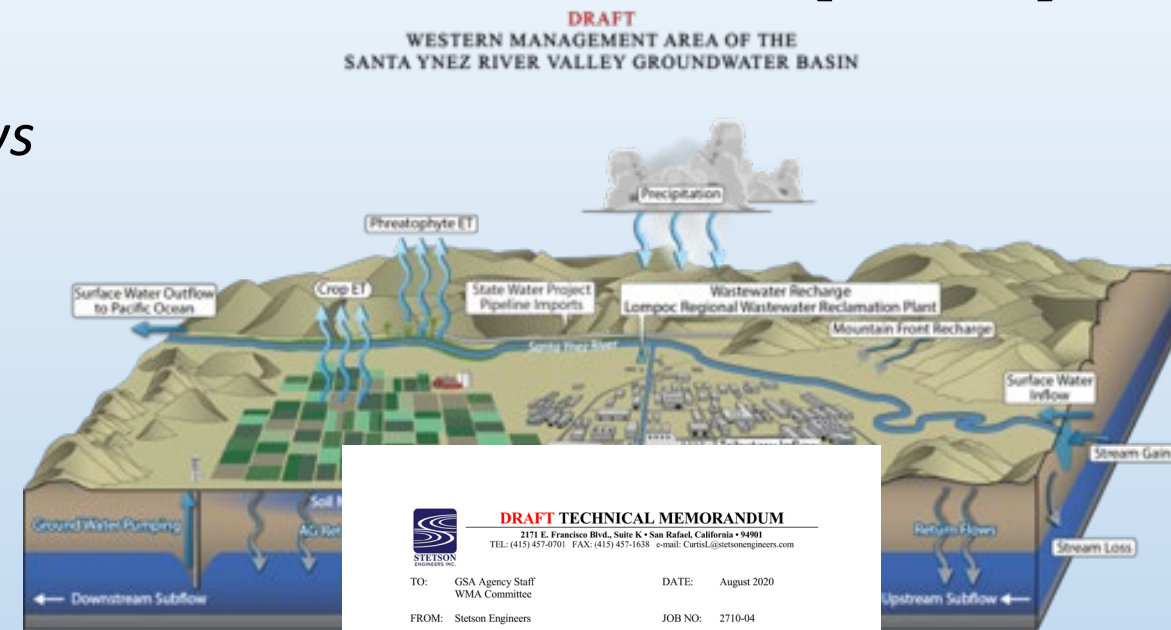 DRAFT
WESTERN MANAGEMENT AREA OF THE
SANTA YNEZ RIVER VALLEY GROUNDWATER BASIN
Precipitation
Phreatophyte ET
Surface Water Outflow
to Pacific Ocean
Crop ET
State Water Project
Pipeline Imports
Wastewater Recharge
Lompoc Regional Wastewater Reclamation Plant
Mountain Front Recharge
Santa Ynez River
Surface Water
Inflow
Stream Gain
Ground Water Pumping
Return Flows
Stream Loss
Downstream Subflow
Upstream Subflow
STETSON
ENGINEERS INC.
DRAFT TECHNICAL MEMORANDUM
2171 E. Francisco Blvd., Suite K • San Rafael, California • 94901
TEL: (415) 457-0701 FAX: (415) 457-1638 e-mail: CurtisL@stetsonengineers.com
TO: GSA Agency Staff DATE: August 2020
WMA Committee
FROM: Stetson Engineers JOB NO: 2710-04